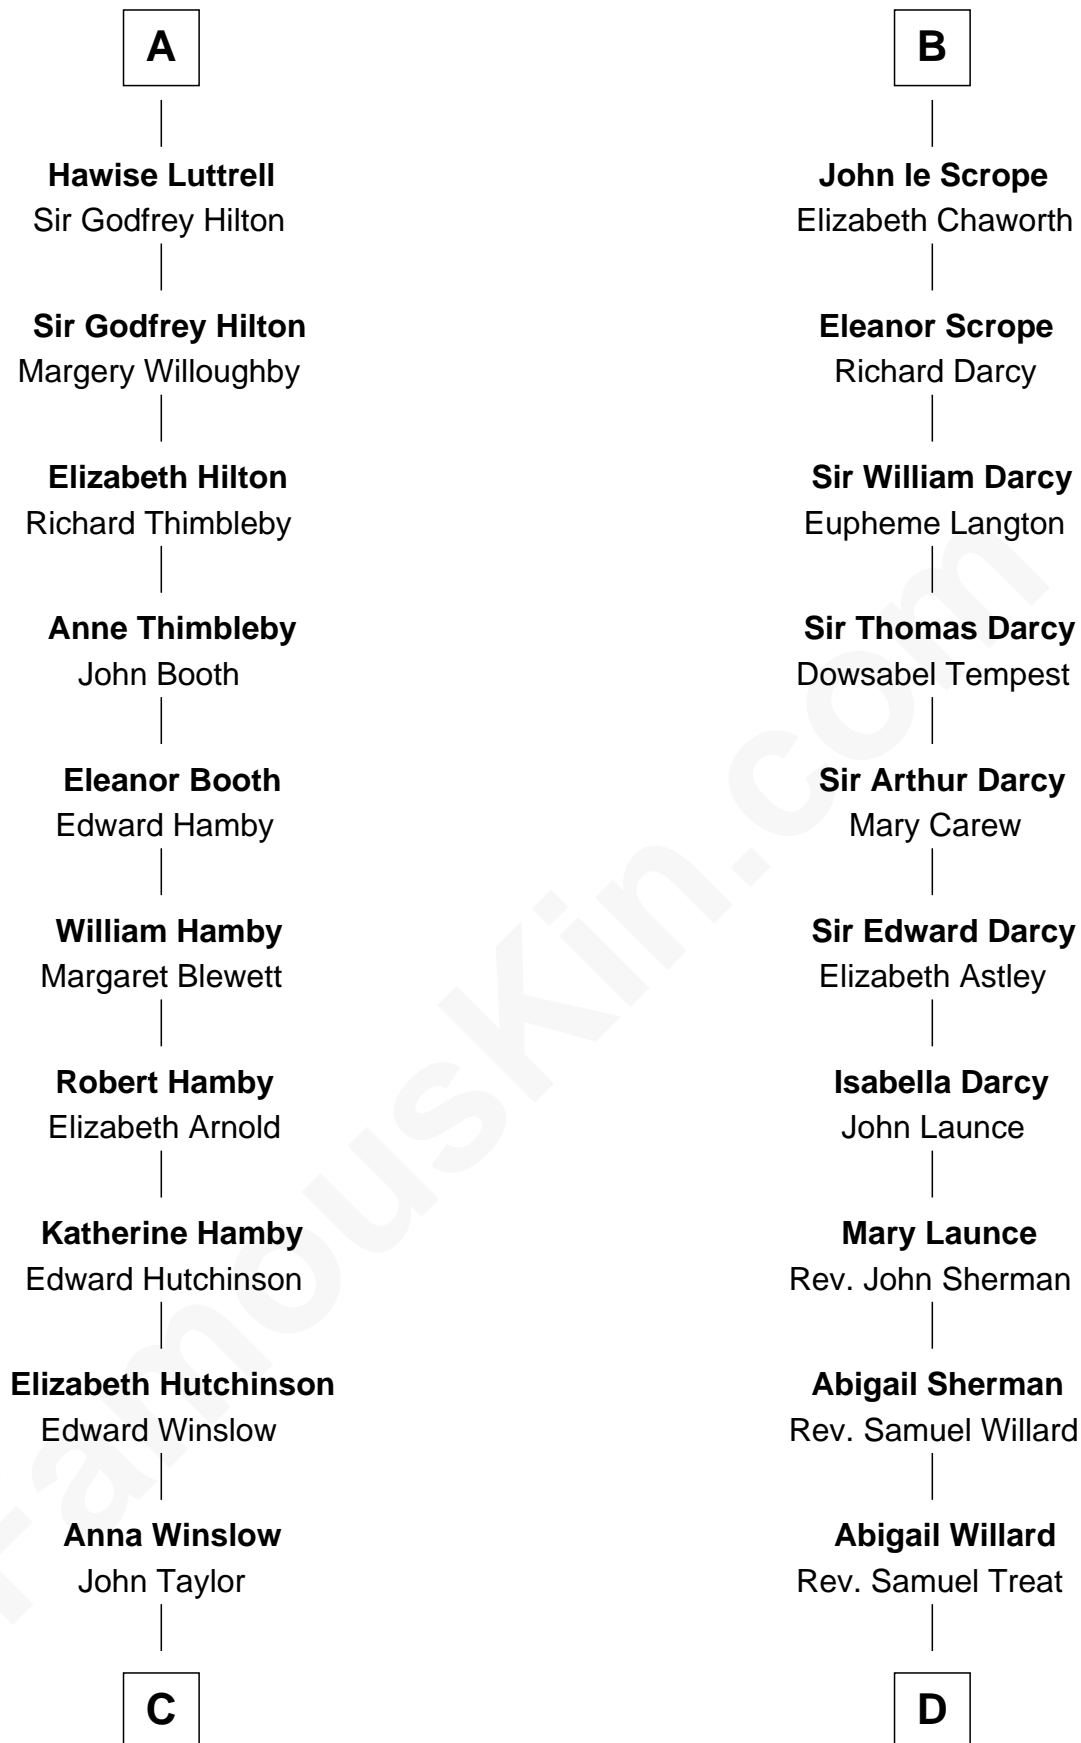 A
Hawise Luttrell
Sir Godfrey Hilton
Sir Godfrey Hilton
Margery Willoughby
Elizabeth Hilton
Richard Thimbleby
Anne Thimbleby
John Booth
Eleanor Booth
Edward Hamby
William Hamby
Margaret Blewett
Robert Hamby
Elizabeth Arnold
Katherine Hamby
Edward Hutchinson
Elizabeth Hutchinson
Edward Winslow
Anna Winslow
John Taylor
C
B
John le Scrope
Elizabeth Chaworth
Eleanor Scrope
Richard Darcy
Sir William Darcy
Eupheme Langton
Sir Thomas Darcy
Dowsabel Tempest
Sir Arthur Darcy
Mary Carew
Sir Edward Darcy
Elizabeth Astley
Isabella Darcy
John Launce
Mary Launce
Rev. John Sherman
Abigail Sherman
Rev. Samuel Willard
Abigail Willard
Rev. Samuel Treat
D
FamousKin.com